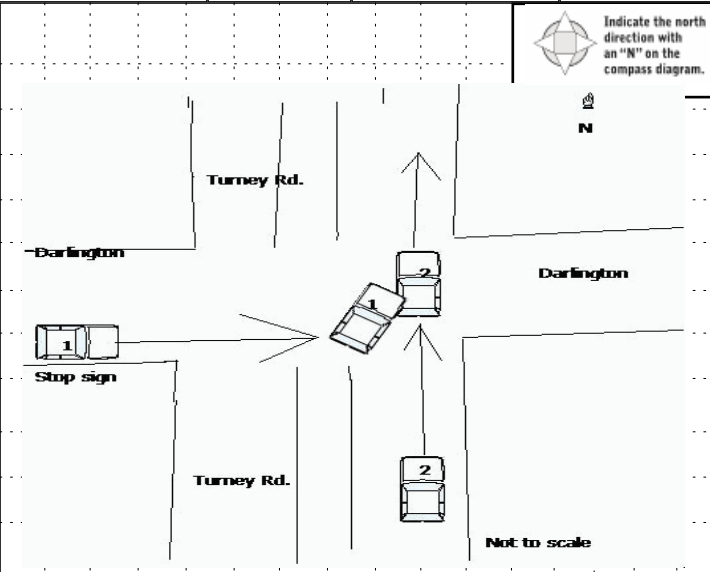 Indicate the north
direction with
an "N" on the
compass diagram.
N
Turney Rd.
Darlington
2
Darlington
1
1
Stop sign
2
Turney Rd.
Not to scale